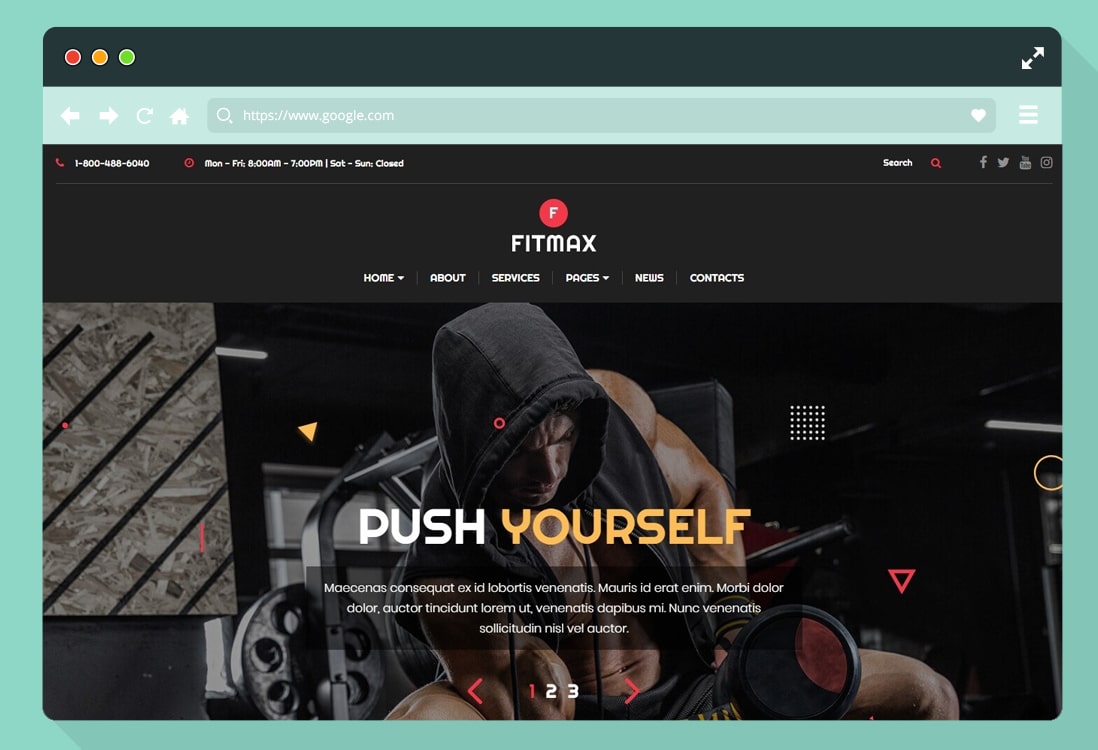 https://www.google.com
1-800-488-6040
Mon - Fri: 8:00AM - 7:00PM | Sat - Sun: Closed
Search
You
Tube
F
FITMAX
HOME
ABOUT
SERVICES
PAGES
NEWS
CONTACTS
PUSH YOURSELF
Maecenas consequat ex id lobortis venenatis. Mauris id erat enim. Morbi dolor
dolor, auctor tincidunt lorem ut, venenatis dapibus mi. Nunc venenatis
sollicitudin nisl vel auctor.
1 2 3